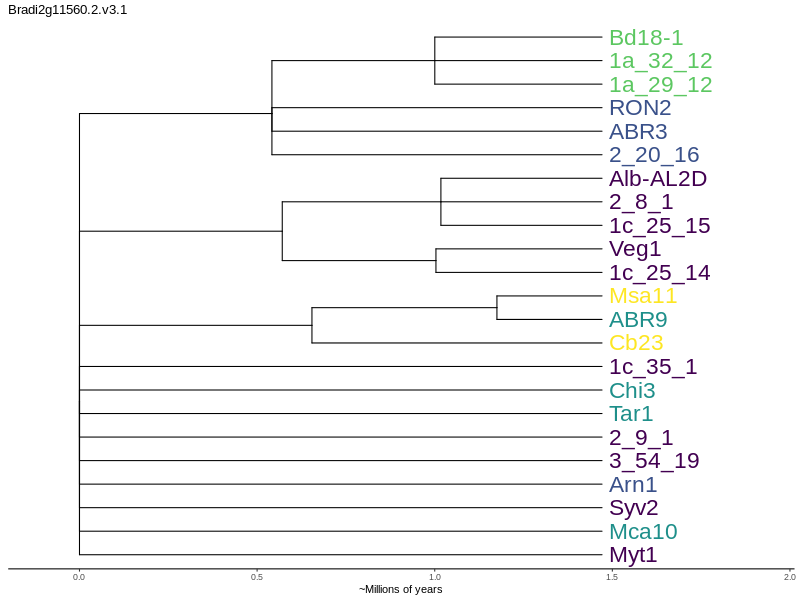 Bradi2g11560.2.v3.1
Bd18-1
1a_32_12
1a_29_12
RON2
ABR3
2_20_16
Alb-AL2D
2_8_1
1c_25_15
Veg1
1c_25_14
Msa11
ABR9
Cb23
1c_35_1
Chi3
Tar1
2_9_1
3_54_19
Arn1
Syv2
Mca10
Myt1
0.0 0.5 1.0 1.5 2.0
~Millions of years